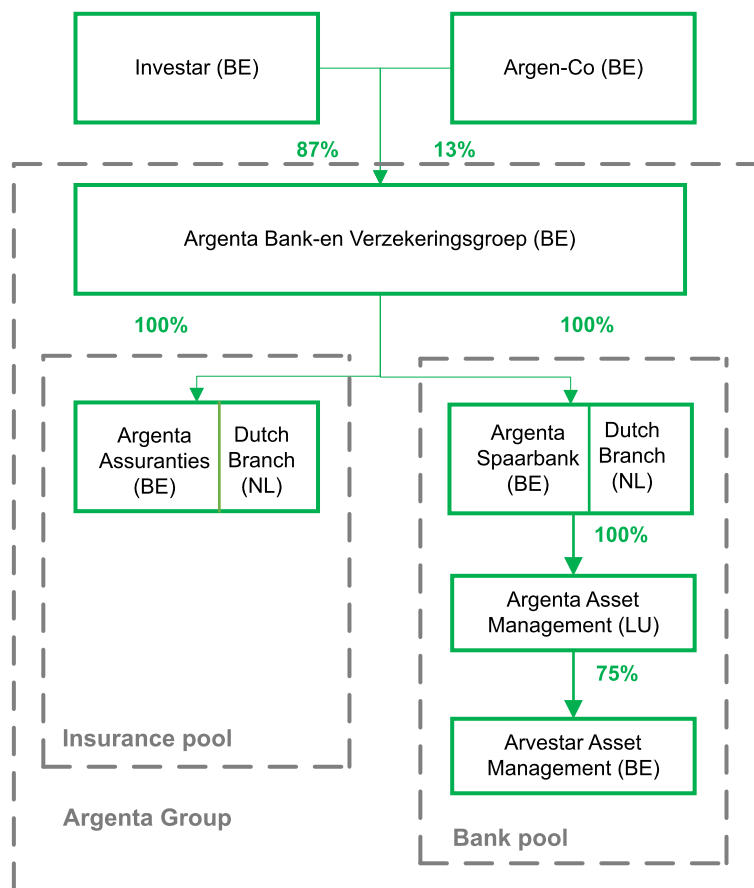 Investar (BE)
Argen-Co (BE)
87%
13%
Argenta Bank-en Verzekeringsgroep (BE)
100%
100%
Argenta
Assuranties
(BE)
Dutch
Branch
(NL)
Argenta
Spaarbank
(BE)
Dutch
Branch
(NL)
100%
Argenta Asset
Management (LU)
75%
Arvestar Asset
Management (BE)
Insurance pool
Argenta Group
Bank pool